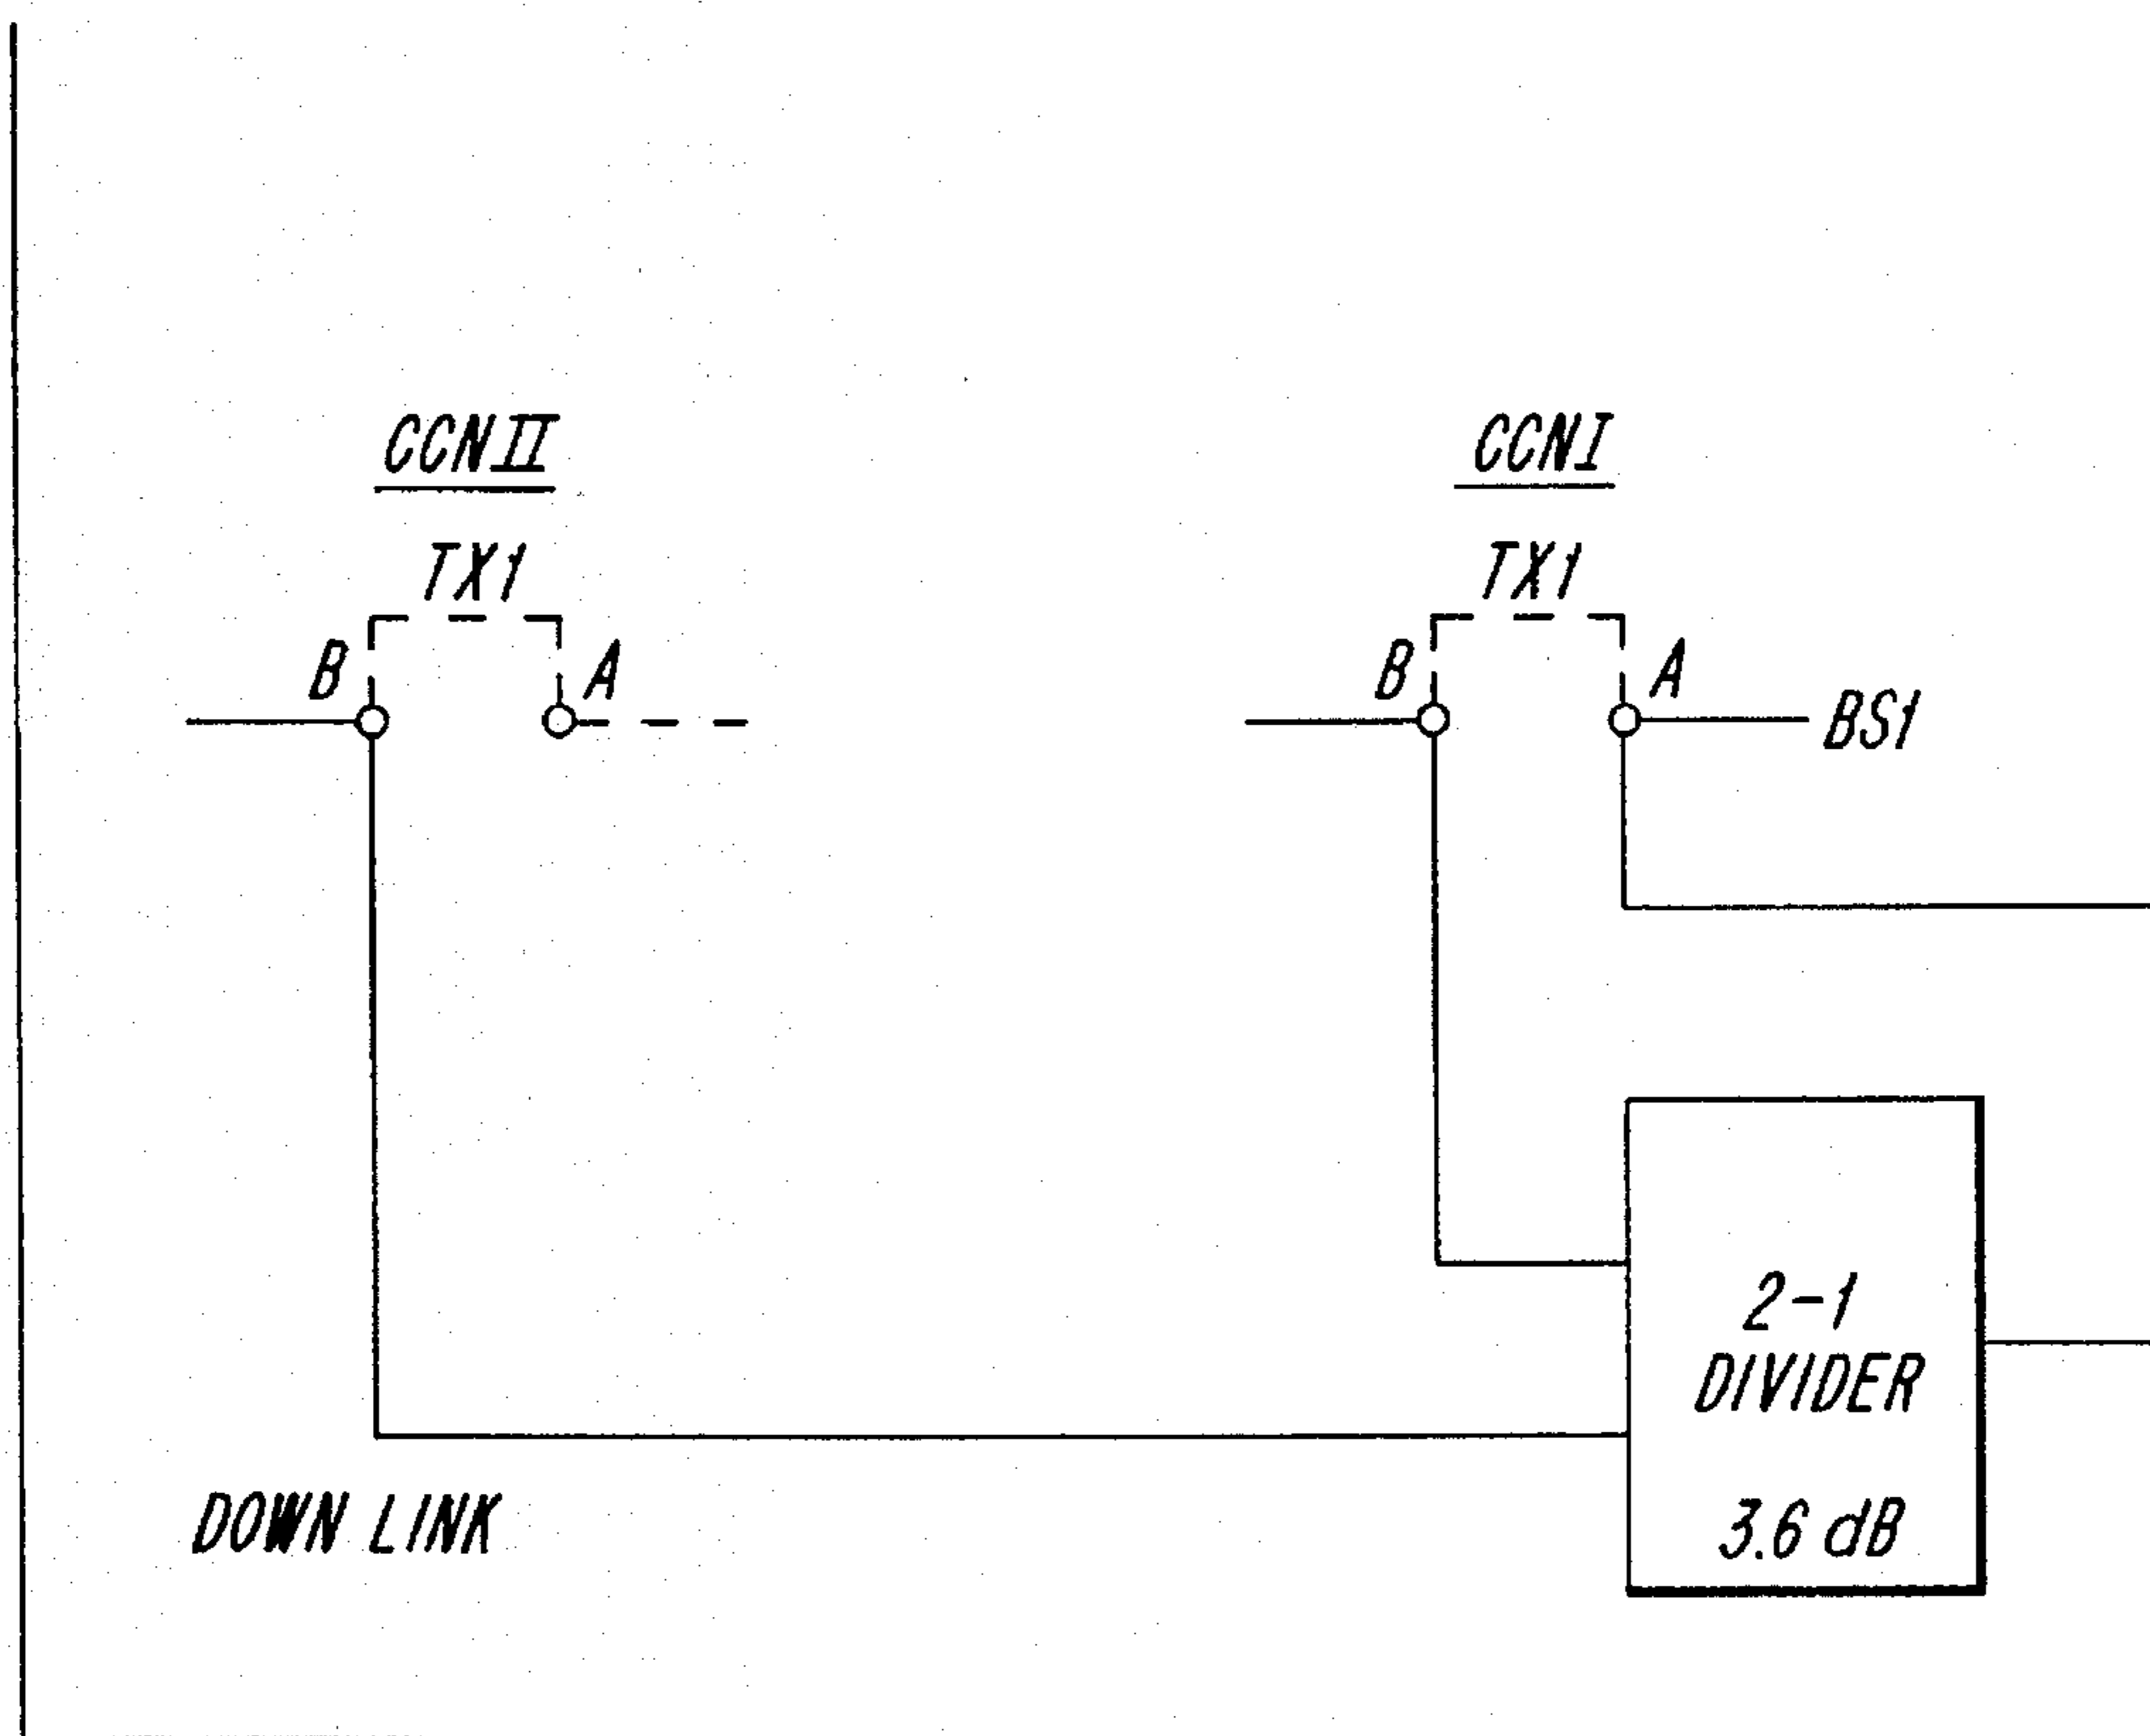 CCNII
TX1
B
A
CCNI
TX1
B
A
BS1
2-1
DIVIDER
3.6 dB
DOWN LINK